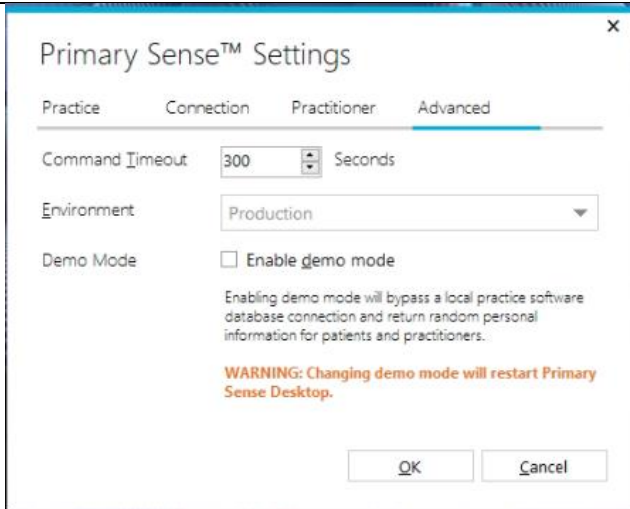 Primary Sense™ Settings
Practice Connection Practitioner Advanced
Command Timeout 300 Seconds
Environment Production
Demo Mode Enable demo mode
Enabling demo mode will bypass a local practice software
database connection and return random personal
information for patients and practitioners.
WARNING: Changing demo mode will restart Primary
Sense Desktop.
OK Cancel